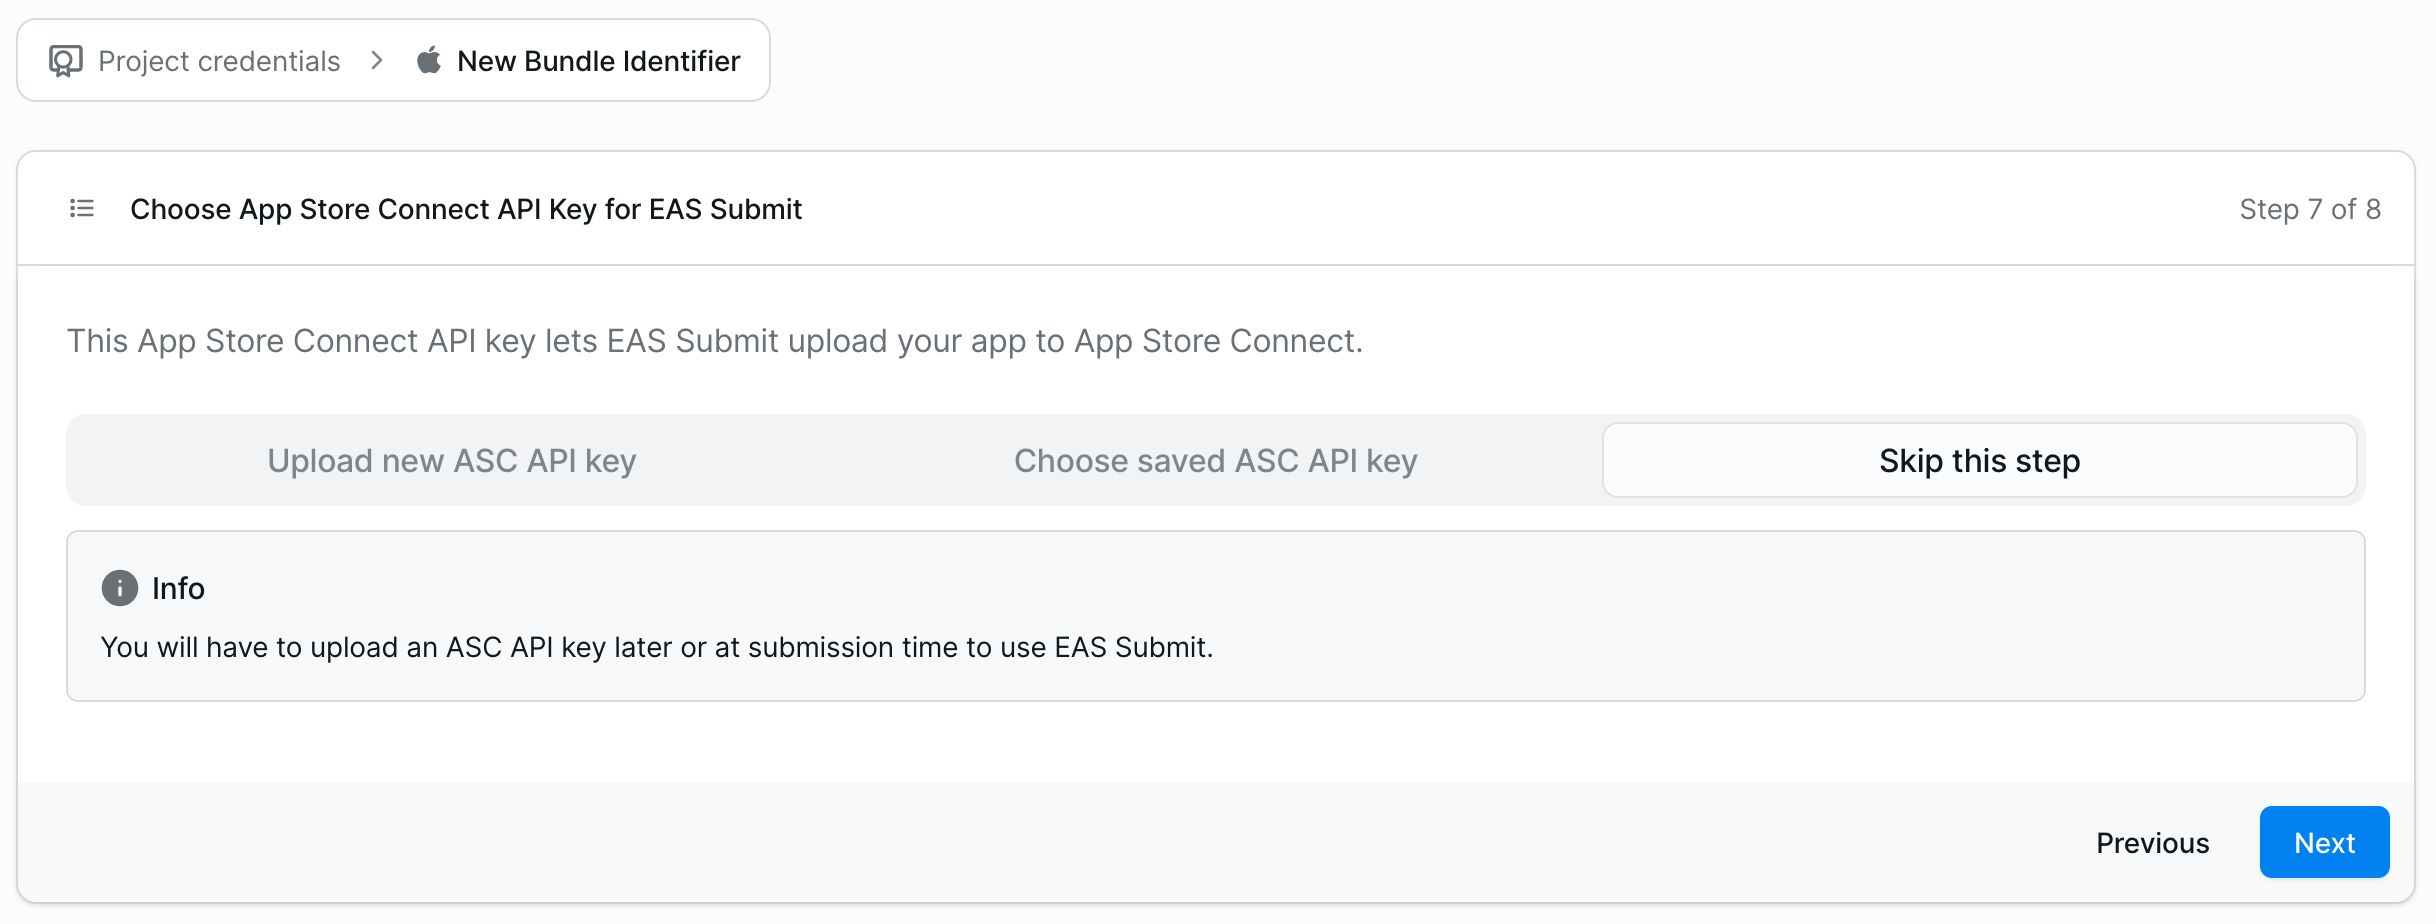 Project credentials > New Bundle Identifier
Choose App Store Connect API Key for EAS Submit
Step 7 of 8
This App Store Connect API key lets EAS Submit upload your app to App Store Connect.
Upload new ASC API key
Choose saved ASC API key
Skip this step
Info
You will have to upload an ASC API key later or at submission time to use EAS Submit.
Previous
Next